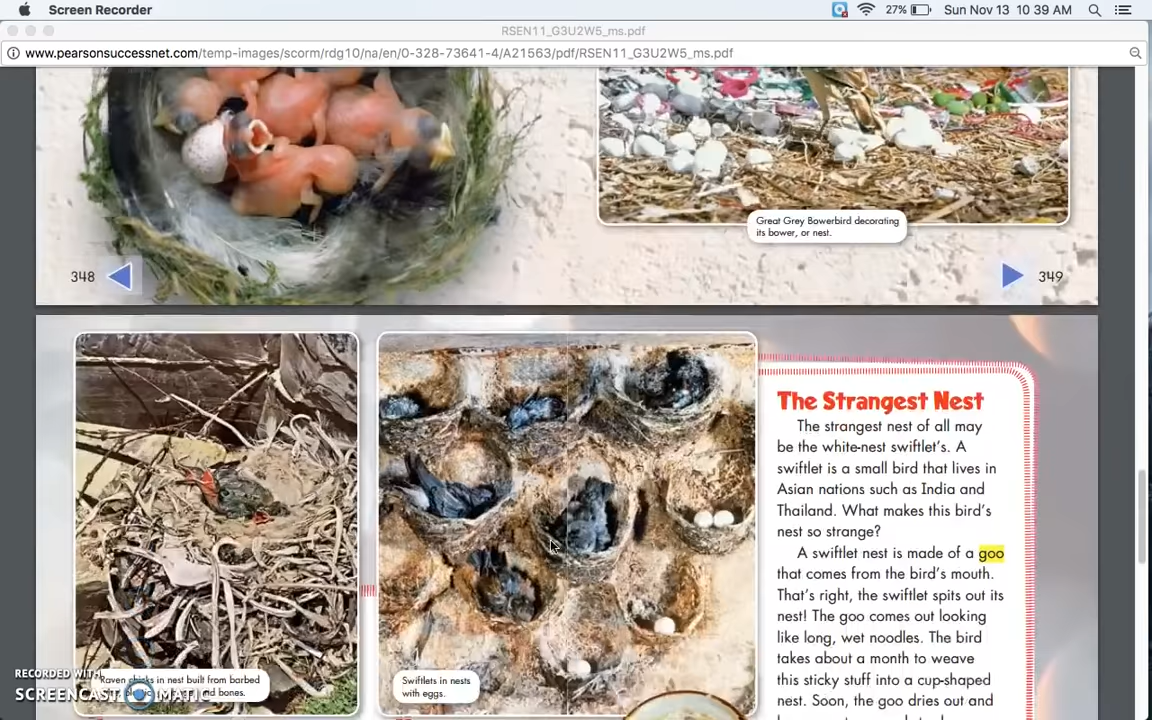 Screen Recorder
27%
Sun Nov 13 10:39 AM
RSEN11_G3U2W5_ms.pdf
www.pearsonsuccessnet.com/temp-images/scorm/rdg10/na/en/0-328-73641-4/A21563/pdf/RSEN11_G3U2W5_ms.pdf
Great Grey Bowerbird decorating
its bower, or nest.
348
349
The Strangest Nest
The strangest nest of all may
be the white-nest swiftlet's. A
swiftlet is a small bird that lives in
Asian nations such as India and
Thailand. What makes this bird's
nest so strange?
A swiftlet nest is made of a goo
that comes from the bird's mouth.
That's right, the swiftlet spits out its
nest! The goo comes out looking
like long, wet noodles. The bird
takes about a month to weave
this sticky stuff into a cup-shaped
nest. Soon, the goo dries out and
Raven chicks in nest built from barbed
and bones.
Swiftlets in nests
with eggs.
RECORDED WITH
SCREENCAST MATIC